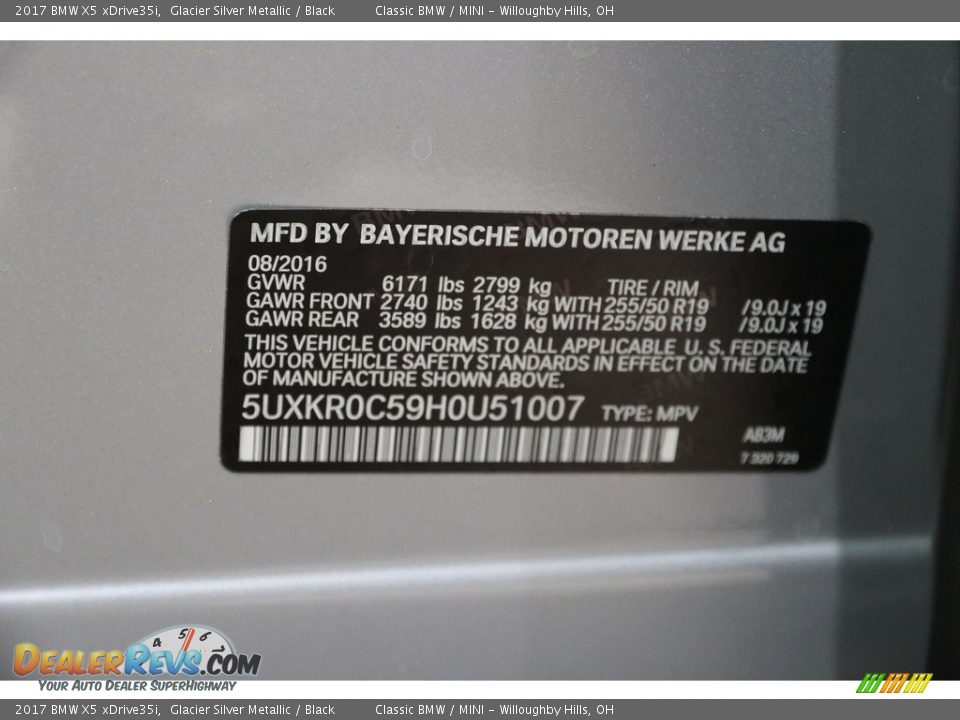 2017 BMW X5 xDrive35i, Glacier Silver Metallic / Black Classic BMW / MINI - Willoughby Hills, OH
MFD BY BAYERISCHE MOTOREN WERKE AG
08/2016
GVWR 6171 lbs 2799 kg TIRE / RIM
GAWR FRONT 2740 lbs 1243 kg WITH 255/50 R19 /9.0J x 19
GAWR REAR 3589 lbs 1628 kg WITH 255/50 R19 /9.0J x 19
THIS VEHICLE CONFORMS TO ALL APPLICABLE U. S. FEDERAL
MOTOR VEHICLE SAFETY STANDARDS IN EFFECT ON THE DATE
OF MANUFACTURE SHOWN ABOVE.
5UXKR0C59H0U51007 TYPE: MPV
A83M
7 320 729
4 5 6
DealerRevs.com
Your Auto Dealer SuperHighway
2017 BMW X5 xDrive35i, Glacier Silver Metallic / Black Classic BMW / MINI - Willoughby Hills, OH